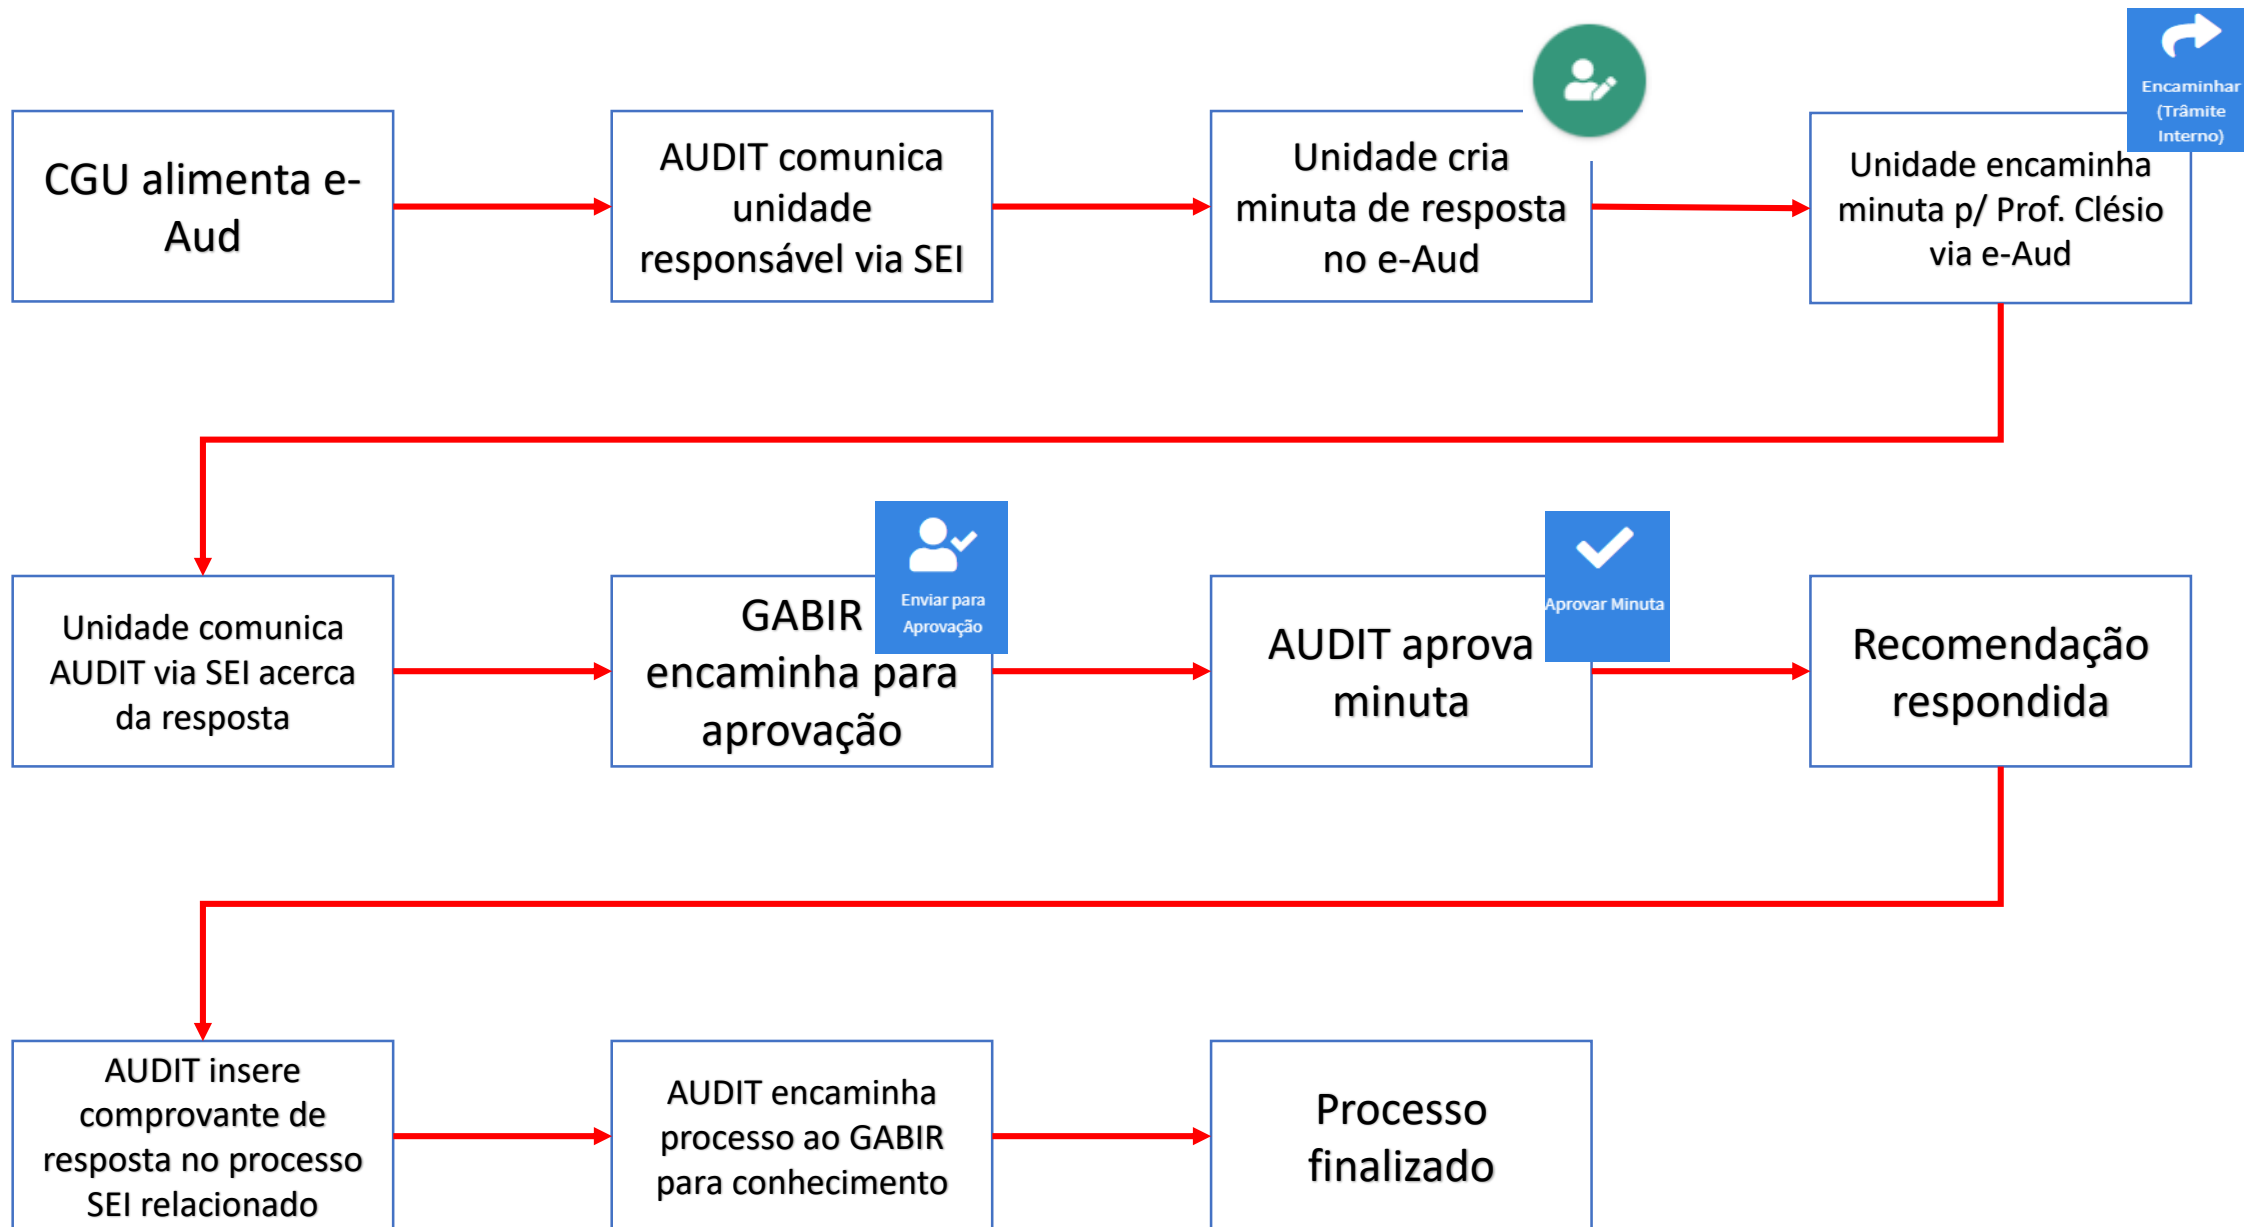 CGU alimenta e-
Aud
AUDIT comunica
unidade
responsável via SEI
Unidade cria
minuta de resposta
no e-Aud
Encaminhar
(Trâmite
Interno)
Unidade encaminha
minuta p/ Prof. Clésio
via e-Aud
Unidade comunica
AUDIT via SEI acerca
da resposta
Enviar para
Aprovação
GABIR
encaminha para
aprovação
Aprovar Minuta
AUDIT aprova
minuta
Recomendação
respondida
AUDIT insere
comprovante de
resposta no processo
SEI relacionado
AUDIT encaminha
processo ao GABIR
para conhecimento
Processo
finalizado